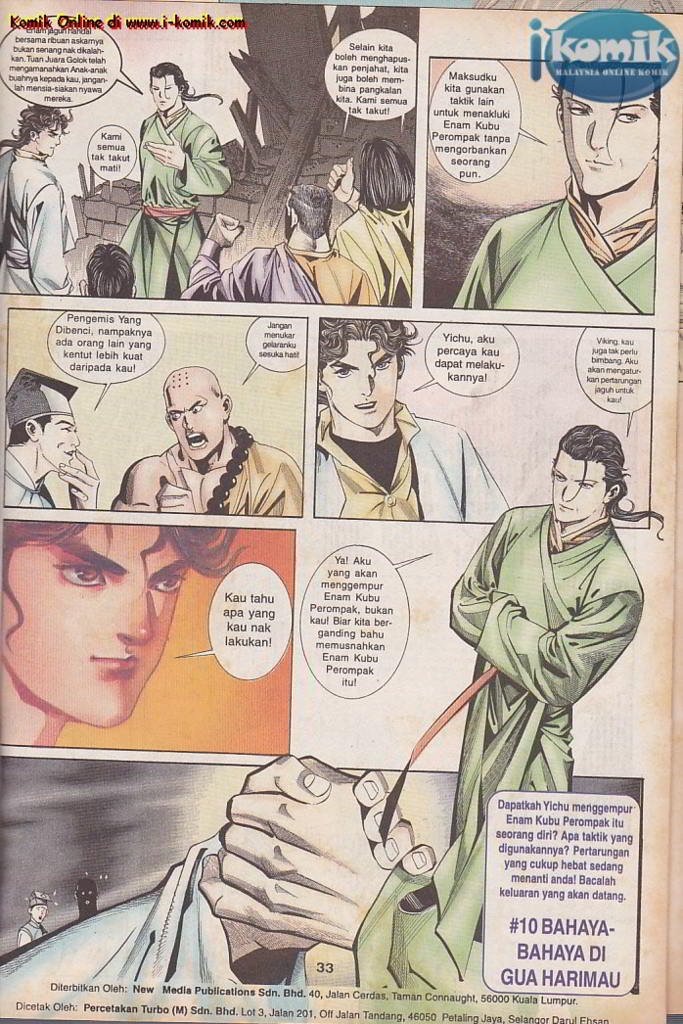 Komik Online di www.i-komik.com
ikomik
MALAYSIA ONLINE KOMIK
Enam jaguh handal
bersama ribuan askarnya
bukan senang nak dikalah-
kan. Tuan Juara Golok telah
mengamanahkan Anak-anak
buahnya kepada kau, jangan-
lah mensia-siakan nyawa
mereka.
Kami
semua
tak takut
mati!
Selain kita
boleh menghapus-
kan penjahat, kita
juga boleh mem-
bina pangkalan
kita. Kami semua
tak takut!
Maksudku
kita gunakan
taktik lain
untuk menakluki
Enam Kubu
Perompak tanpa
mengorbankan
seorang
pun.
Pengemis Yang
Dibenci, nampaknya
ada orang lain yang
kentut lebih kuat
daripada kau!
Jangan
menukar
gelaranku
sesuka hati!
Yichu, aku
percaya kau
dapat melaku-
kannya!
Viking, kau
juga tak perlu
bimbang. Aku
akan mengatur-
kan pertarungan
jaguh untuk
kau!
Kau tahu
apa yang
kau nak
lakukan!
Ya! Aku
yang akan
menggempur
Enam Kubu
Perompak, bukan
kau! Biar kita ber-
ganding bahu
memusnahkan
Enam Kubu
Perompak
itu!
Dapatkah Yichu menggempur
Enam Kubu Perompak itu
seorang diri? Apa taktik yang
digunakannya? Pertarungan
yang cukup hebat sedang
menanti anda! Bacalah
keluaran yang akan datang.
#10 BAHAYA-
BAHAYA DI
GUA HARIMAU
33
Diterbitkan Oleh: New Media Publications Sdn. Bhd. 40, Jalan Cerdas, Taman Connaught, 56000 Kuala Lumpur.
Dicetak Oleh: Percetakan Turbo (M) Sdn. Bhd. Lot 3, Jalan 201, Off Jalan Tandang, 46050 Petaling Jaya, Selangor Darul Ehsan